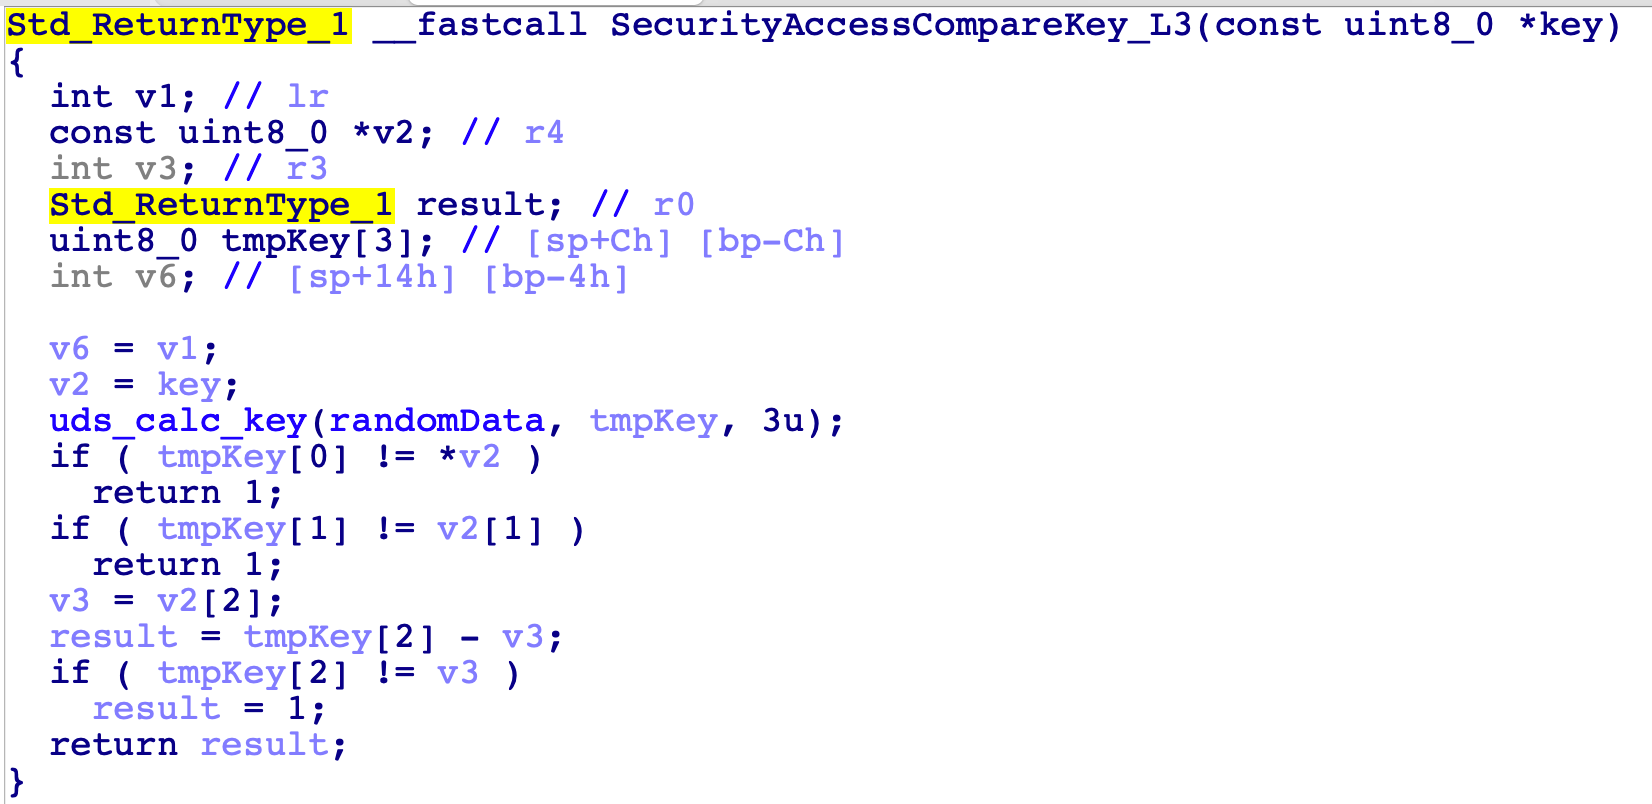 Std_ReturnType_1 __fastcall SecurityAccessCompareKey_L3(const uint8_0 *key)
{
  int v1; // lr
  const uint8_0 *v2; // r4
  int v3; // r3
  Std_ReturnType_1 result; // r0
  uint8_0 tmpKey[3]; // [sp+Ch] [bp-Ch]
  int v6; // [sp+14h] [bp-4h]

  v6 = v1;
  v2 = key;
  uds_calc_key(randomData, tmpKey, 3u);
  if ( tmpKey[0] != *v2 )
    return 1;
  if ( tmpKey[1] != v2[1] )
    return 1;
  v3 = v2[2];
  result = tmpKey[2] - v3;
  if ( tmpKey[2] != v3 )
    result = 1;
  return result;
}